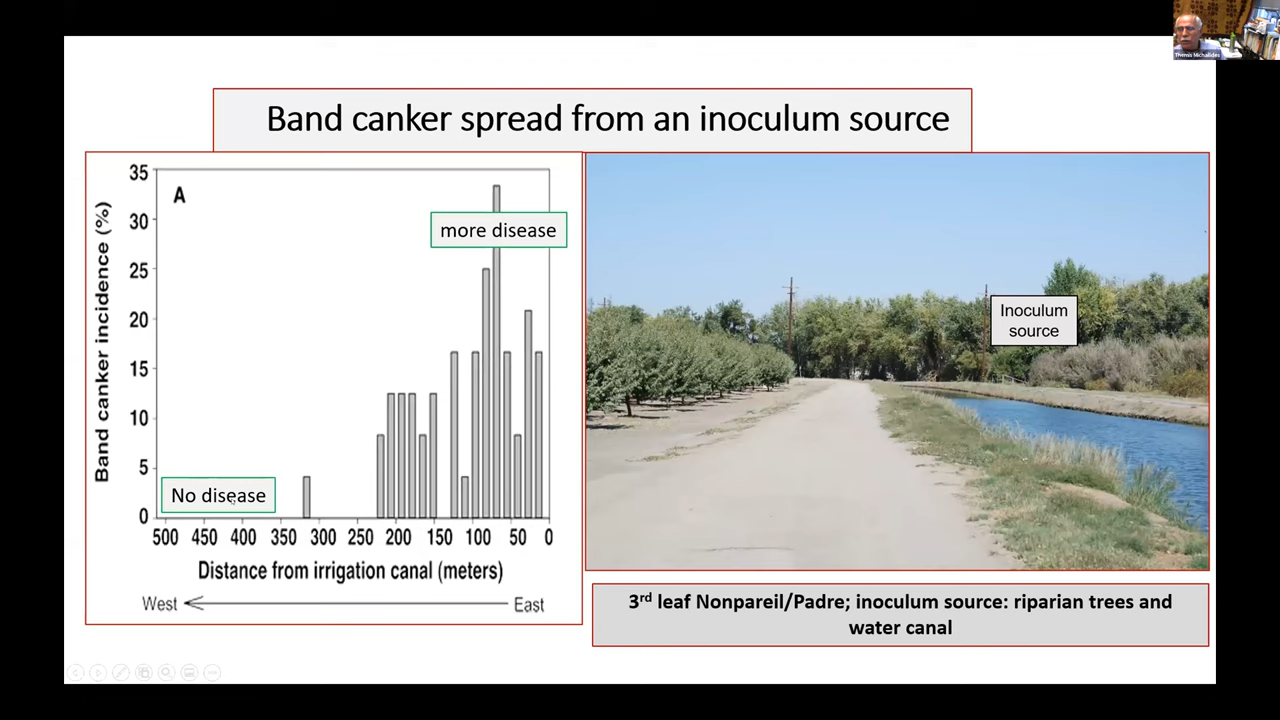 Themis Michailides
Band canker spread from an inoculum source
35
30
25
20
15
10
5
0
Band canker incidence (%)
A
more disease
No disease
500 450 400 350 300 250 200 150 100 50 0
Distance from irrigation canal (meters)
West East
Inoculum
source
3rd leaf Nonpareil/Padre; inoculum source: riparian trees and
water canal